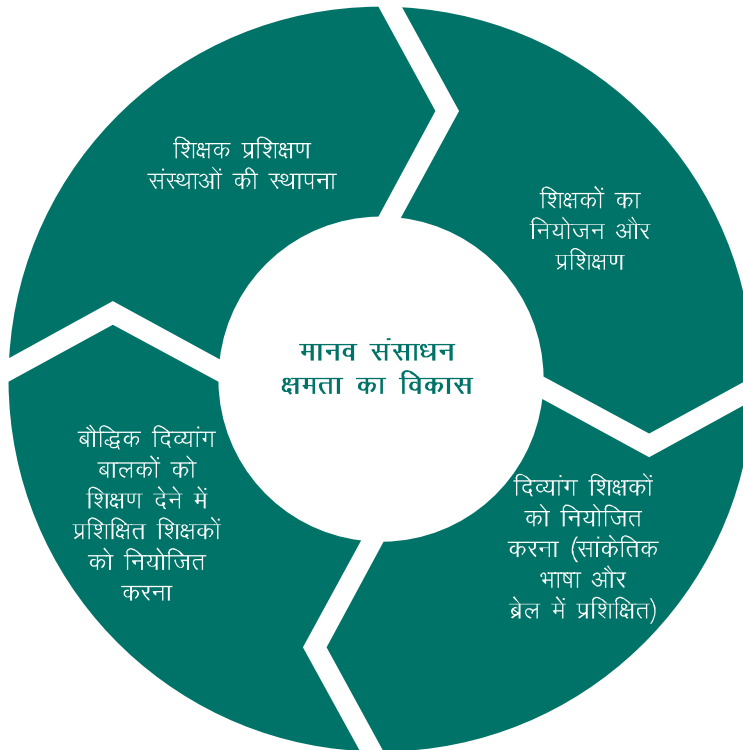 शिक्षक प्रशिक्षण
संस्थाओं की स्थापना
शिक्षकों का
नियोजन और
प्रशिक्षण
मानव संसाधन
क्षमता का विकास
बौद्धिक दिव्यांग
बालकों को
शिक्षण देने में
प्रशिक्षित शिक्षकों
को नियोजित
करना
दिव्यांग शिक्षकों
को नियोजित
करना (सांकेतिक
भाषा और
ब्रेल में प्रशिक्षित)